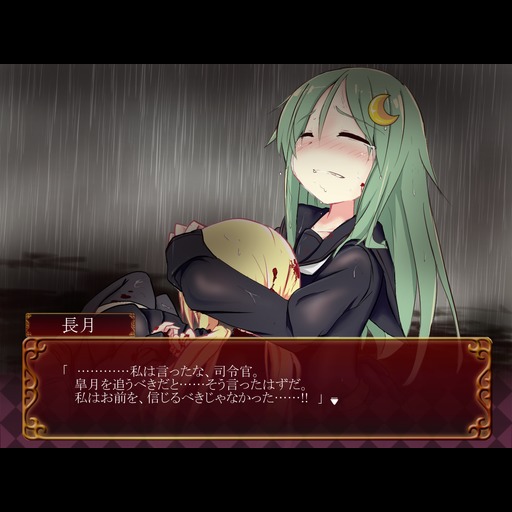 長月
「 …………私は言ったな、司令官。
皐月を追うべきだと……そう言ったはずだ。
私はお前を、信じるべきじゃなかった……!! 」